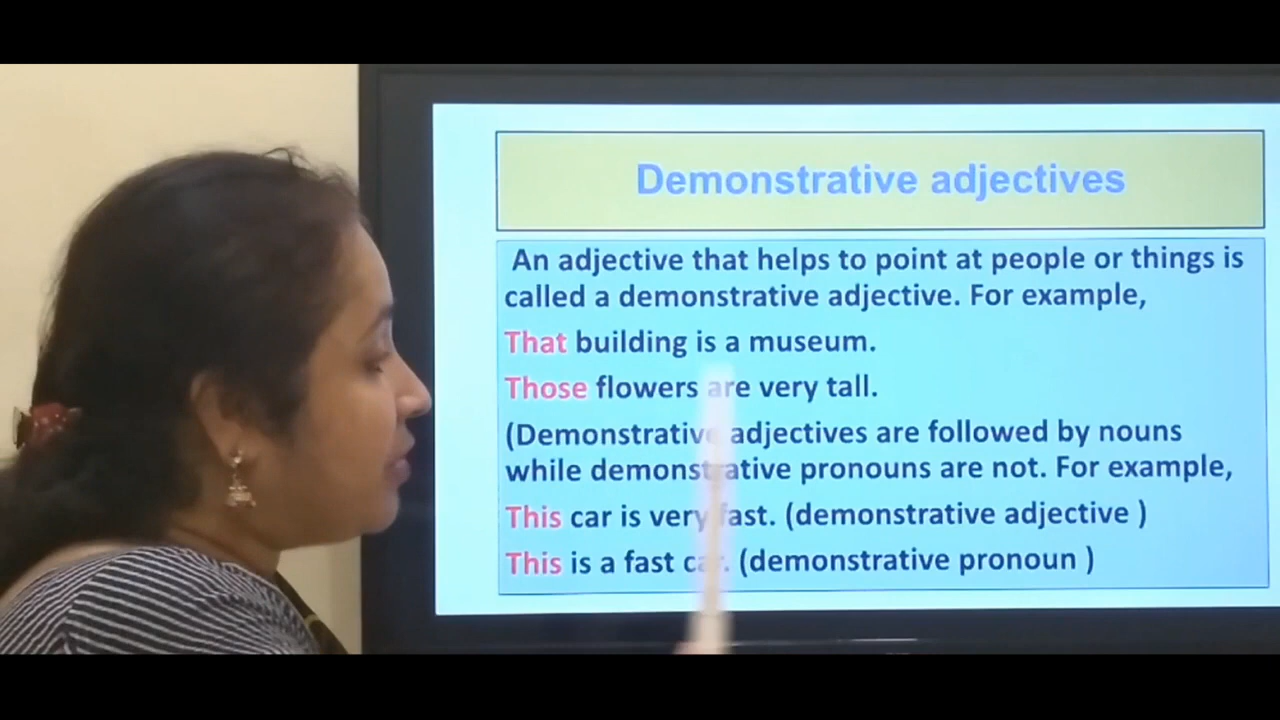 Demonstrative adjectives
An adjective that helps to point at people or things is
called a demonstrative adjective. For example,
That building is a museum.
Those flowers are very tall.
(Demonstrative adjectives are followed by nouns
while demonstrative pronouns are not. For example,
This car is very fast. (demonstrative adjective )
This is a fast car. (demonstrative pronoun )